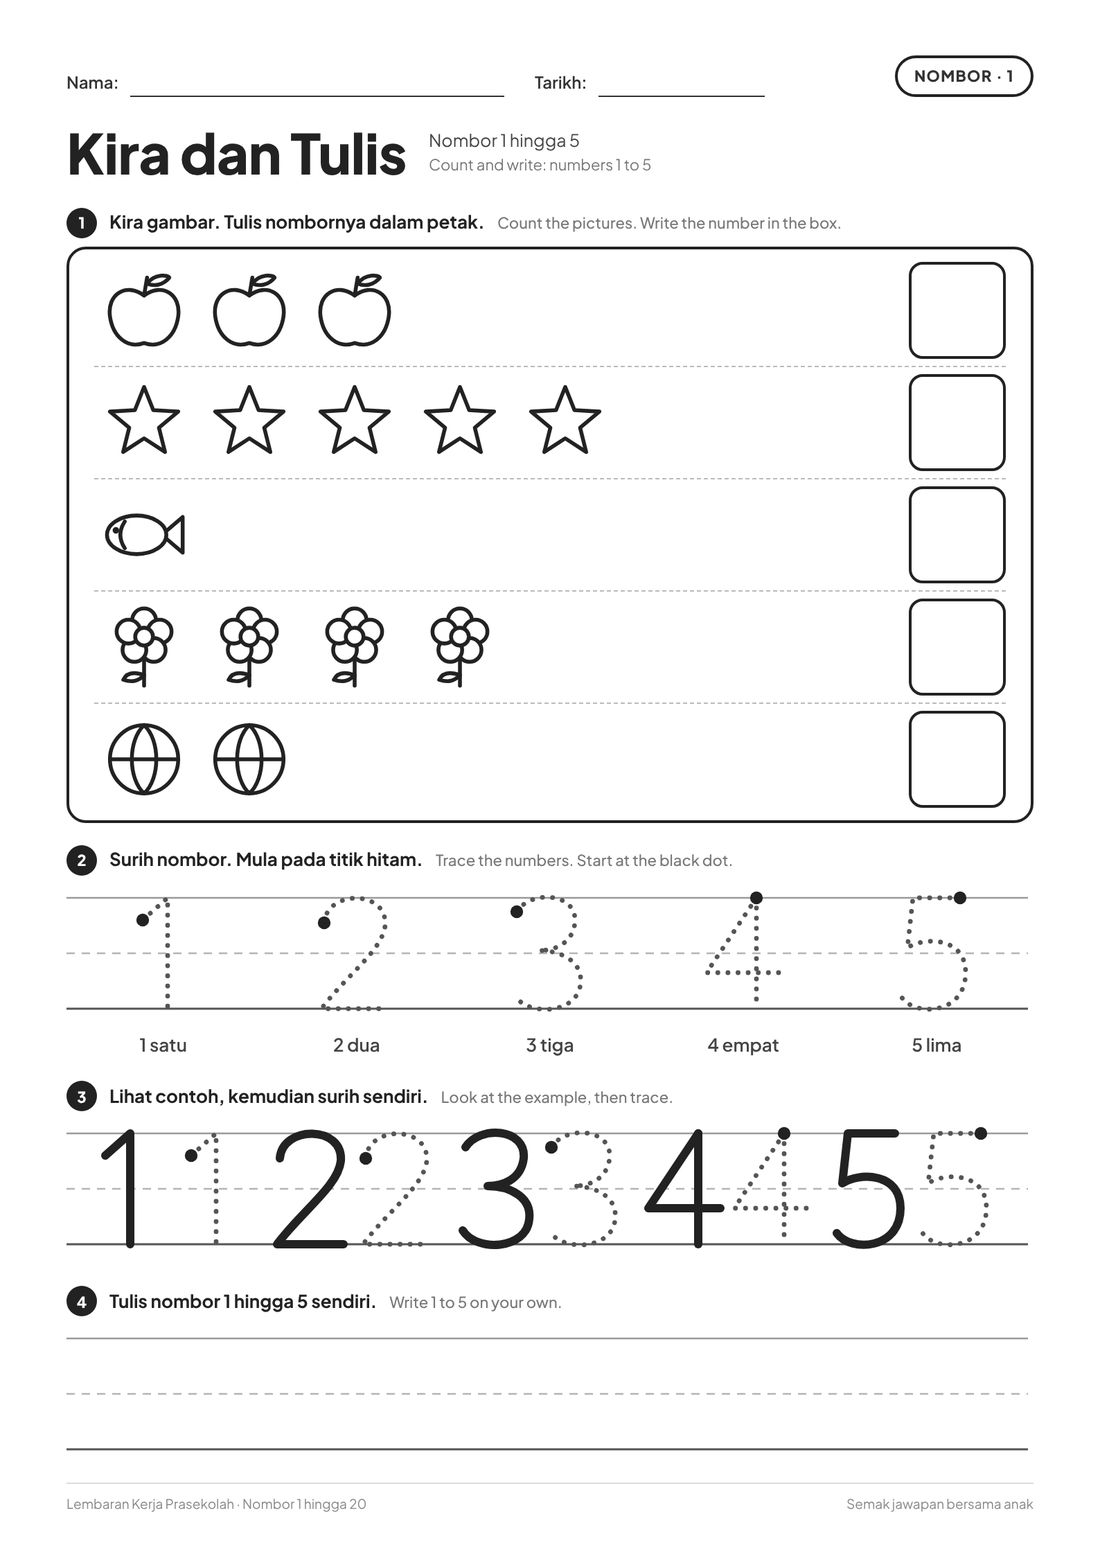 Nama: Tarikh: NOMBOR · 1
Kira dan Tulis
Nombor 1 hingga 5
Count and write: numbers 1 to 5
1 Kira gambar. Tulis nombornya dalam petak. Count the pictures. Write the number in the box.
2 Surih nombor. Mula pada titik hitam. Trace the numbers. Start at the black dot.
1 2 3 4 5
1 satu 2 dua 3 tiga 4 empat 5 lima
3 Lihat contoh, kemudian surih sendiri. Look at the example, then trace.
1 1 2 2 3 3 4 4 5 5
4 Tulis nombor 1 hingga 5 sendiri. Write 1 to 5 on your own.
Lembaran Kerja Prasekolah · Nombor 1 hingga 20 Semak jawapan bersama anak